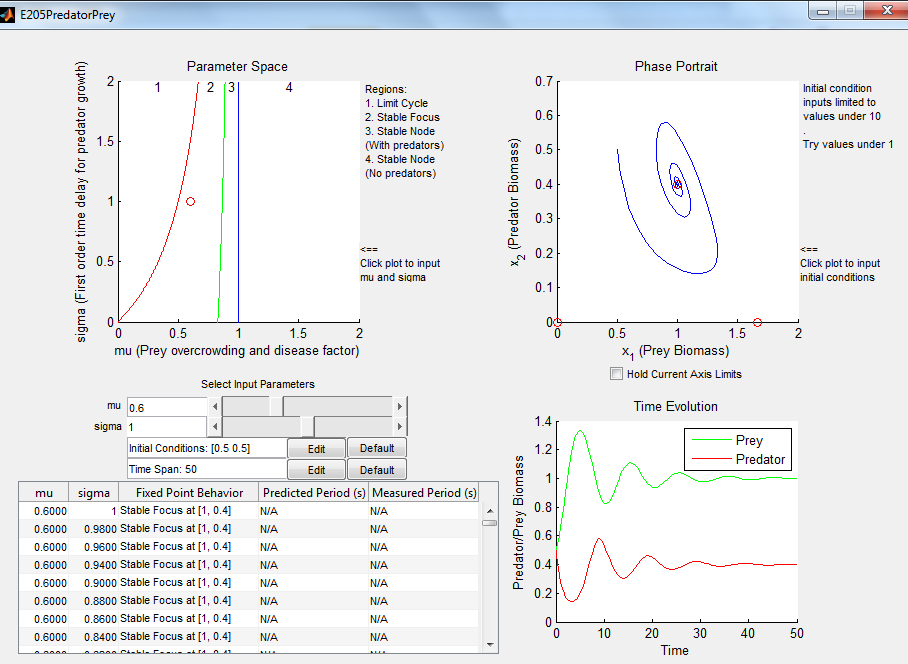 E205PredatorPrey
Parameter Space
sigma (First order time delay for predator growth)
2
1.5
1
0.5
0
1 2 3 4
0 0.5 1 1.5 2
mu (Prey overcrowding and disease factor)
Regions:
1. Limit Cycle
2. Stable Focus
3. Stable Node
(With predators)
4. Stable Node
(No predators)
<==
Click plot to input
mu and sigma
Phase Portrait
x2 (Predator Biomass)
0.7
0.6
0.5
0.4
0.3
0.2
0.1
0
0 0.5 1 1.5 2
x1 (Prey Biomass)
Initial condition
inputs limited to
values under 10
.
Try values under 1
<==
Click plot to input
initial conditions
Hold Current Axis Limits
Select Input Parameters
mu 0.6
sigma 1
Initial Conditions: [0.5 0.5] Edit Default
Time Span: 50 Edit Default
mu sigma Fixed Point Behavior Predicted Period (s) Measured Period (s)
0.6000 1 Stable Focus at [1, 0.4] N/A N/A
0.6000 0.9800 Stable Focus at [1, 0.4] N/A N/A
0.6000 0.9600 Stable Focus at [1, 0.4] N/A N/A
0.6000 0.9400 Stable Focus at [1, 0.4] N/A N/A
0.6000 0.9000 Stable Focus at [1, 0.4] N/A N/A
0.6000 0.8800 Stable Focus at [1, 0.4] N/A N/A
0.6000 0.8600 Stable Focus at [1, 0.4] N/A N/A
0.6000 0.8400 Stable Focus at [1, 0.4] N/A N/A
Time Evolution
Predator/Prey Biomass
1.4
1.2
1
0.8
0.6
0.4
0.2
0
Prey
Predator
0 10 20 30 40 50
Time